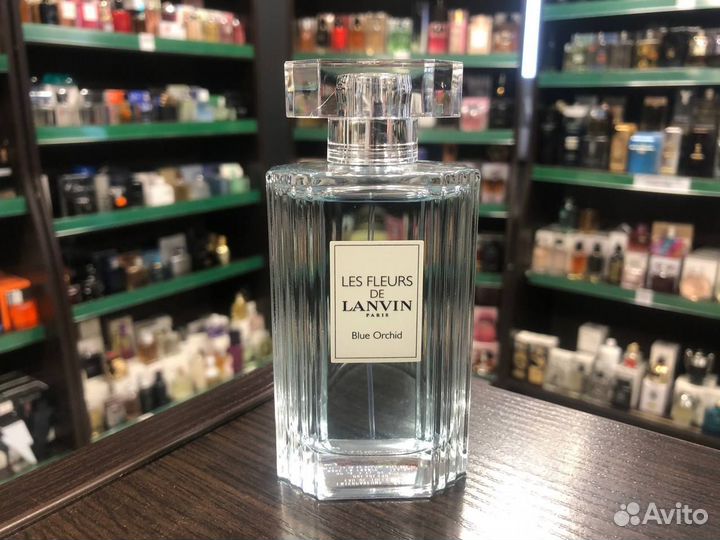 LES FLEURS
DE
LANVIN
PARIS
Blue Orchid
Avito